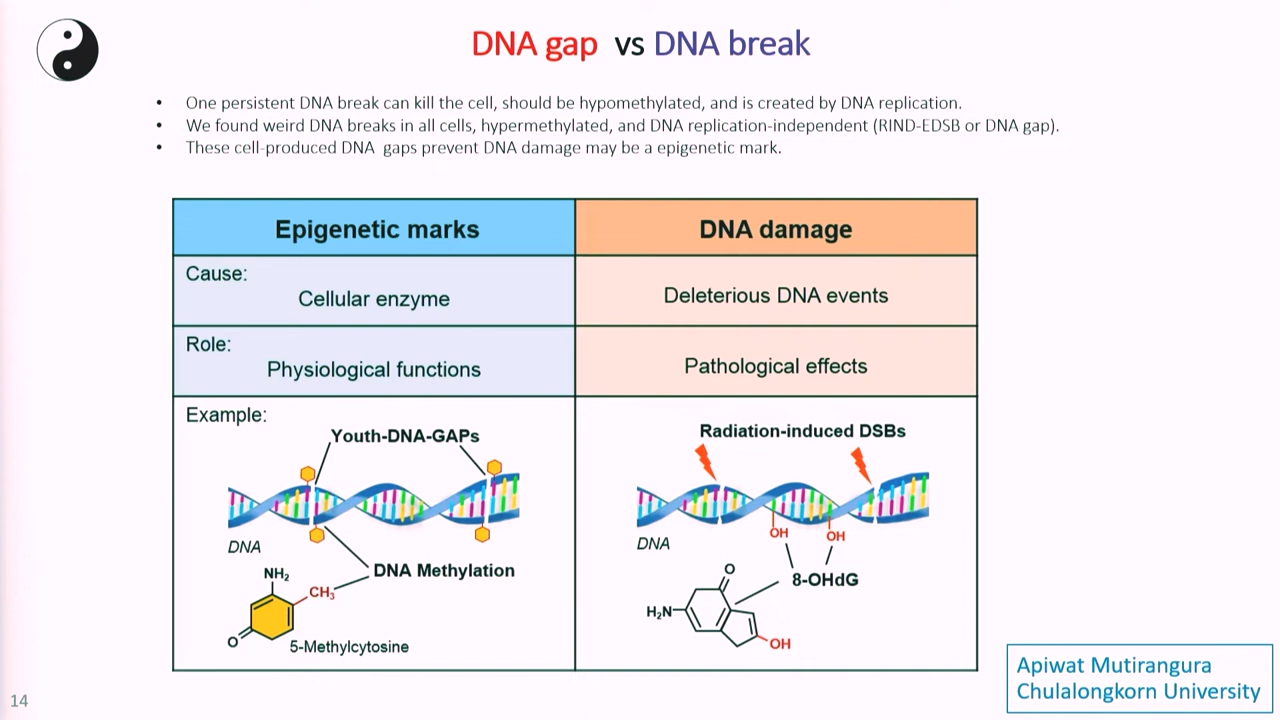 DNA gap vs DNA break
• One persistent DNA break can kill the cell, should be hypomethylated, and is created by DNA replication.
• We found weird DNA breaks in all cells, hypermethylated, and DNA replication-independent (RIND-EDSB or DNA gap).
• These cell-produced DNA gaps prevent DNA damage may be a epigenetic mark.
Epigenetic marks
DNA damage
Cause:
Cellular enzyme
Deleterious DNA events
Role:
Physiological functions
Pathological effects
Example:
Youth-DNA-GAPs
DNA
DNA Methylation
NH₂
CH₃
O
5-Methylcytosine
Radiation-induced DSBs
OH
OH
DNA
8-OHdG
O
H₂N
OH
Apiwat Mutirangura
Chulalongkorn University
14